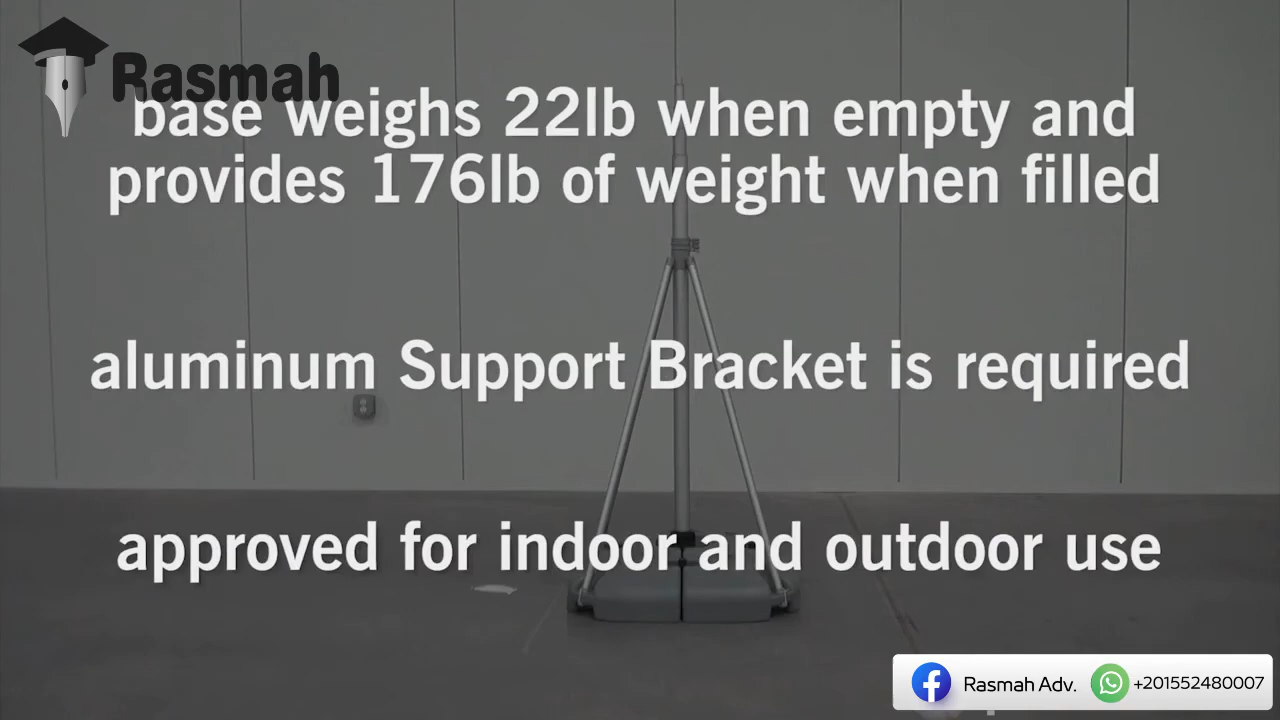 Rasmah
base weighs 22lb when empty and
provides 176lb of weight when filled
aluminum Support Bracket is required
approved for indoor and outdoor use
Rasmah Adv.
+201552480007